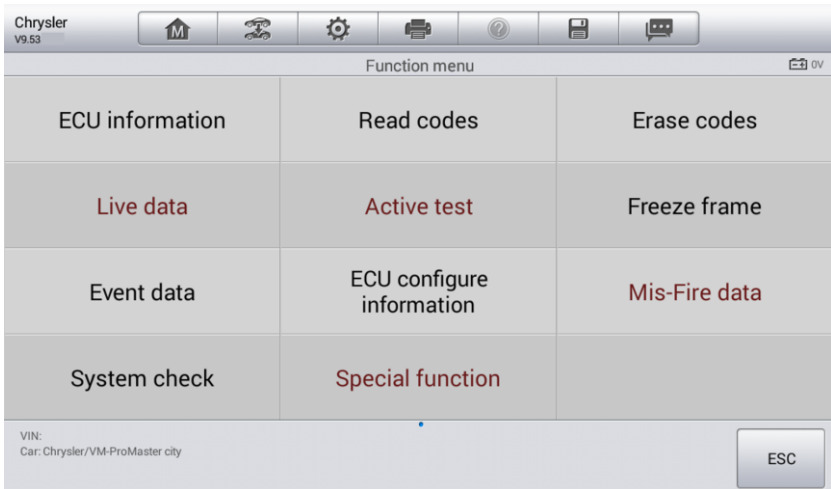 Chrysler
V9.53
M
Function menu
0V
ECU information
Read codes
Erase codes
Live data
Active test
Freeze frame
Event data
ECU configure
information
Mis-Fire data
System check
Special function
VIN:
Car: Chrysler/VM-ProMaster city
ESC